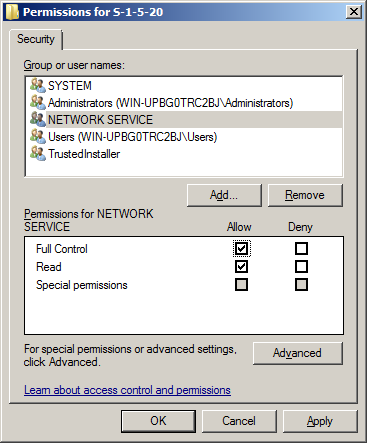 Permissions for S-1-5-20
Security
Group or user names:
SYSTEM
Administrators (WIN-UPBG0TRC2BJ\Administrators)
NETWORK SERVICE
Users (WIN-UPBG0TRC2BJ\Users)
TrustedInstaller
Add...
Remove
Permissions for NETWORK
SERVICE
Allow
Deny
Full Control
Read
Special permissions
For special permissions or advanced settings,
click Advanced.
Advanced
Learn about access control and permissions
OK
Cancel
Apply